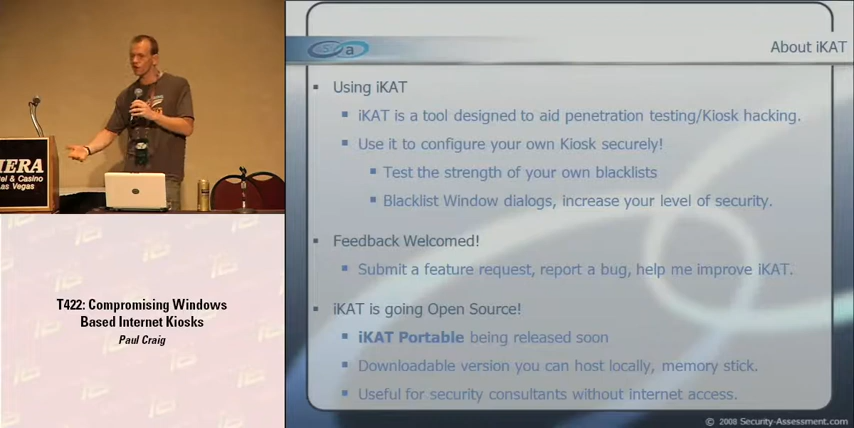 IERA
el & Casino
as Vegas
T422: Compromising Windows
Based Internet Kiosks
Paul Craig
a
About iKAT
Using iKAT
iKAT is a tool designed to aid penetration testing/Kiosk hacking.
Use it to configure your own Kiosk securely!
Test the strength of your own blacklists
Blacklist Window dialogs, increase your level of security.
Feedback Welcomed!
Submit a feature request, report a bug, help me improve iKAT.
iKAT is going Open Source!
iKAT Portable being released soon
Downloadable version you can host locally, memory stick.
Useful for security consultants without internet access.
© 2008 Security-Assessment.com